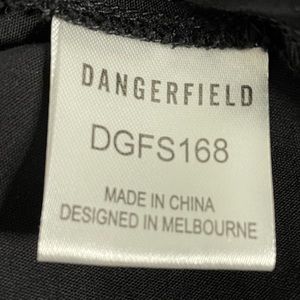 DANGERFIELD
DGFS168
MADE IN CHINA
DESIGNED IN MELBOURNE